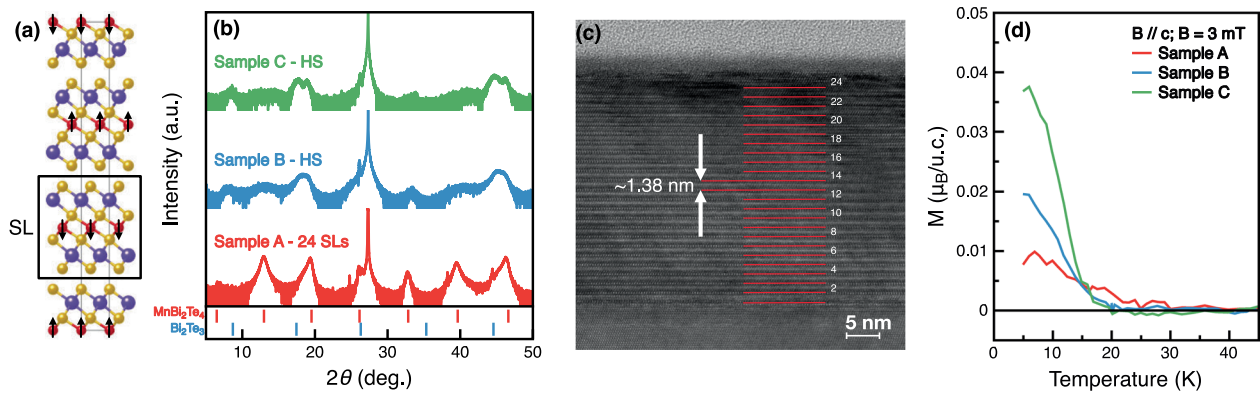 (a)
SL
(b)
Intensity (a.u.)
Sample C - HS
Sample B - HS
Sample A - 24 SLs
MnBi₂Te₄
Bi₂Te₃
10 20 30 40 50
2θ (deg.)
(c)
24
22
20
18
16
14
~1.38 nm
12
10
8
6
4
2
5 nm
(d)
B // c; B = 3 mT
Sample A
Sample B
Sample C
M (μB/u.c.)
0.05
0.04
0.03
0.02
0.01
0
0 10 20 30 40
Temperature (K)